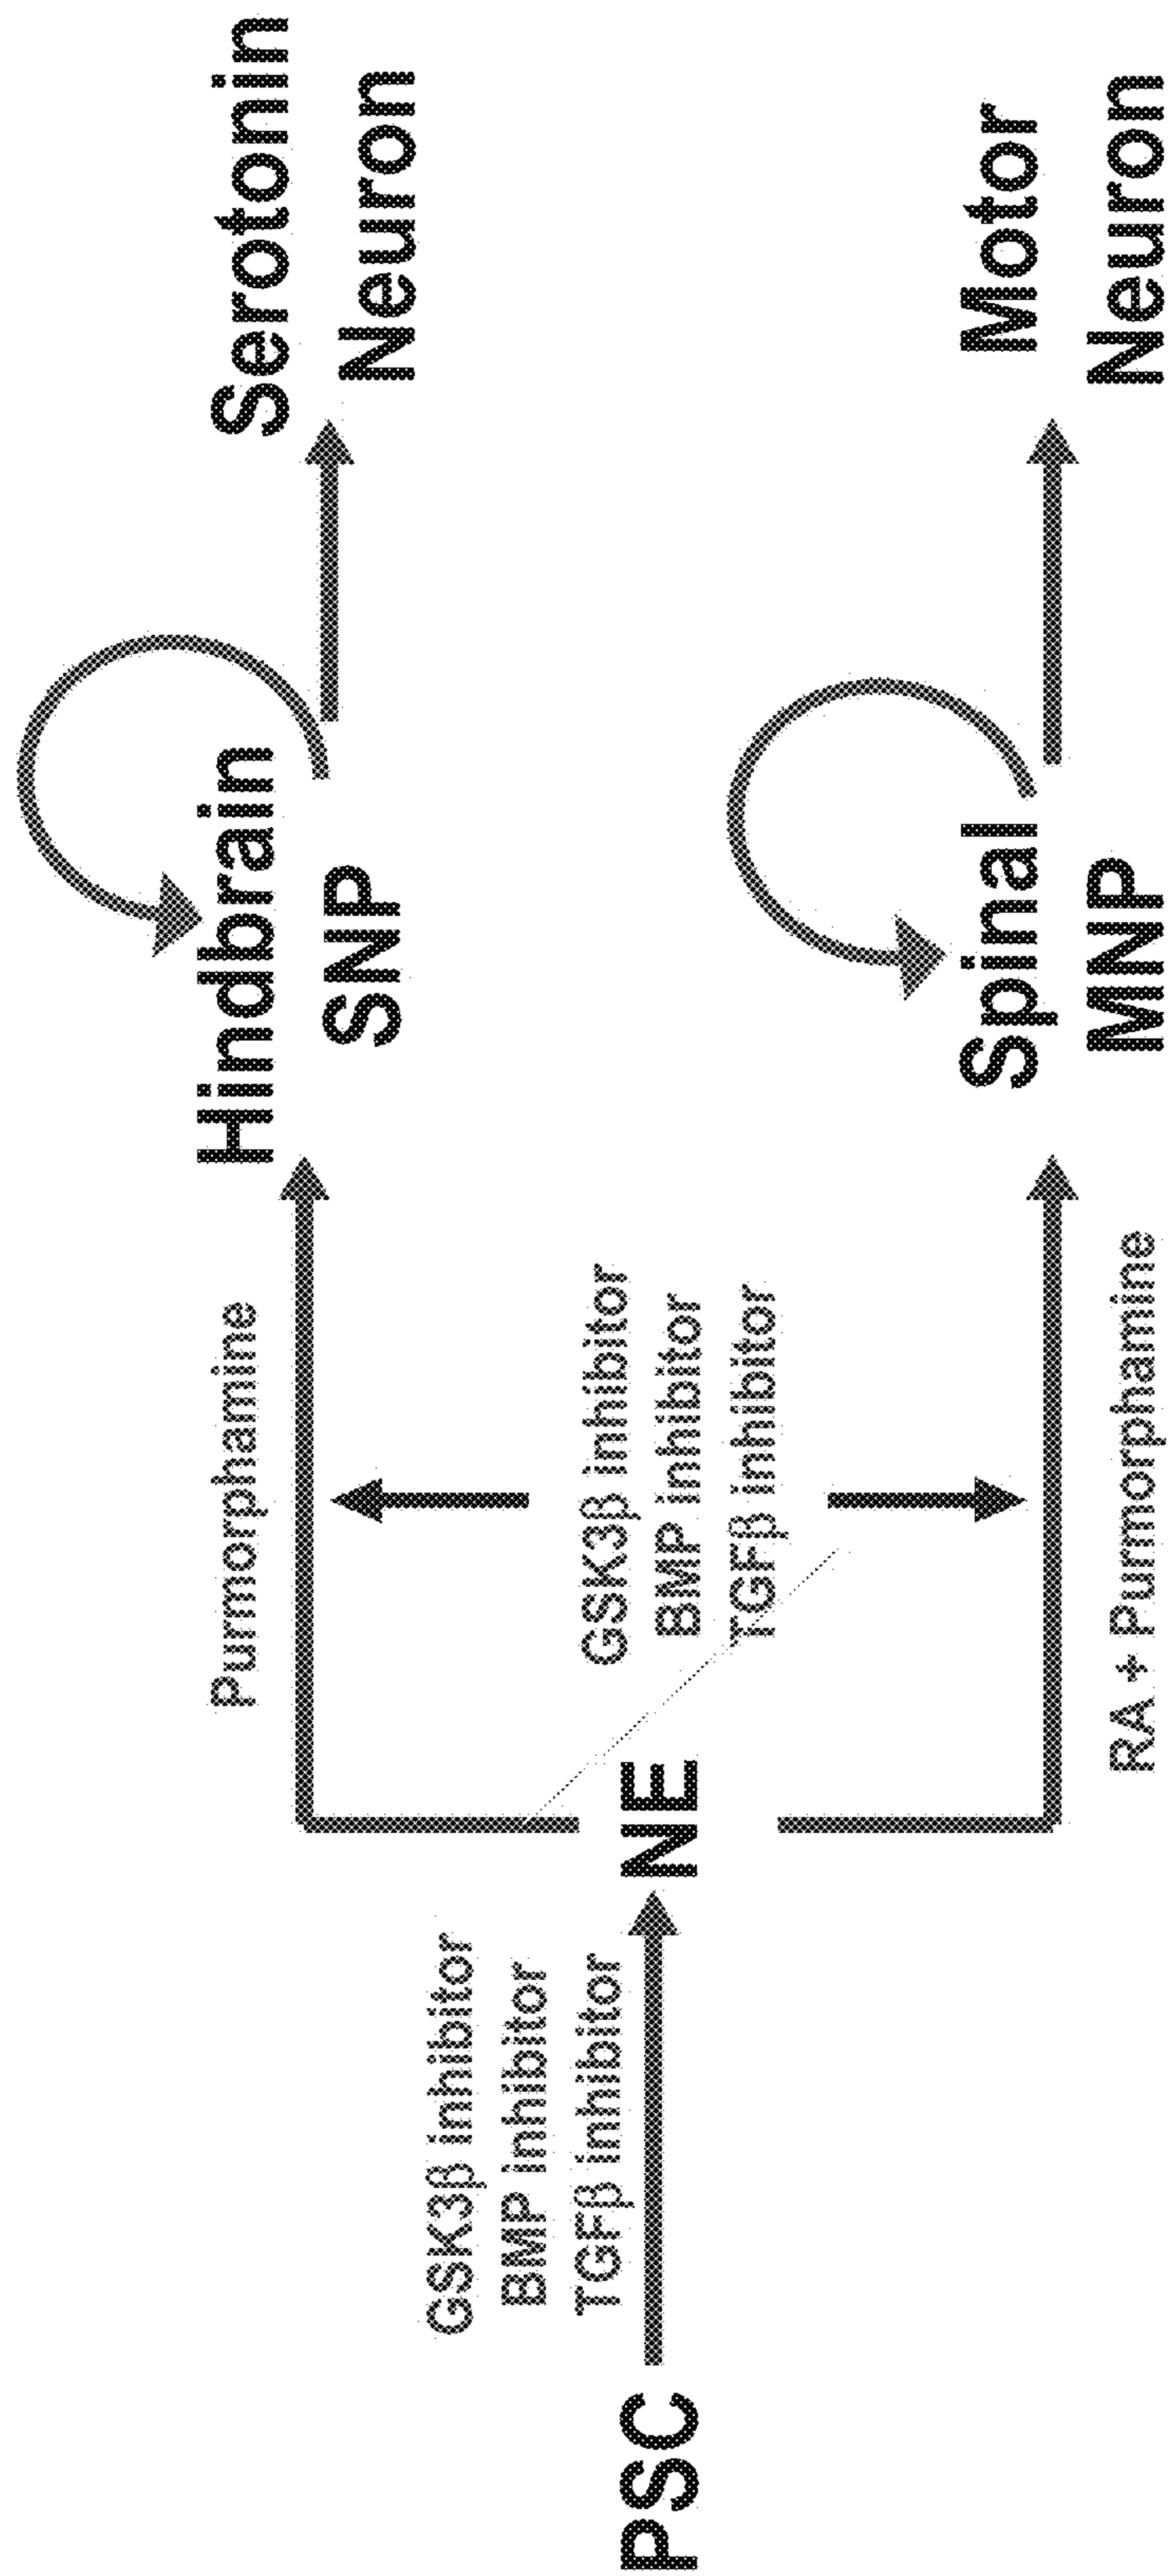 PSC
GSK3β inhibitor
BMP inhibitor
TGFβ inhibitor
NE
Purmorphamine
GSK3β inhibitor
BMP inhibitor
TGFβ inhibitor
RA + Purmorphamine
Hindbrain
SNP
Spinal
MNP
Serotonin
Neuron
Motor
Neuron